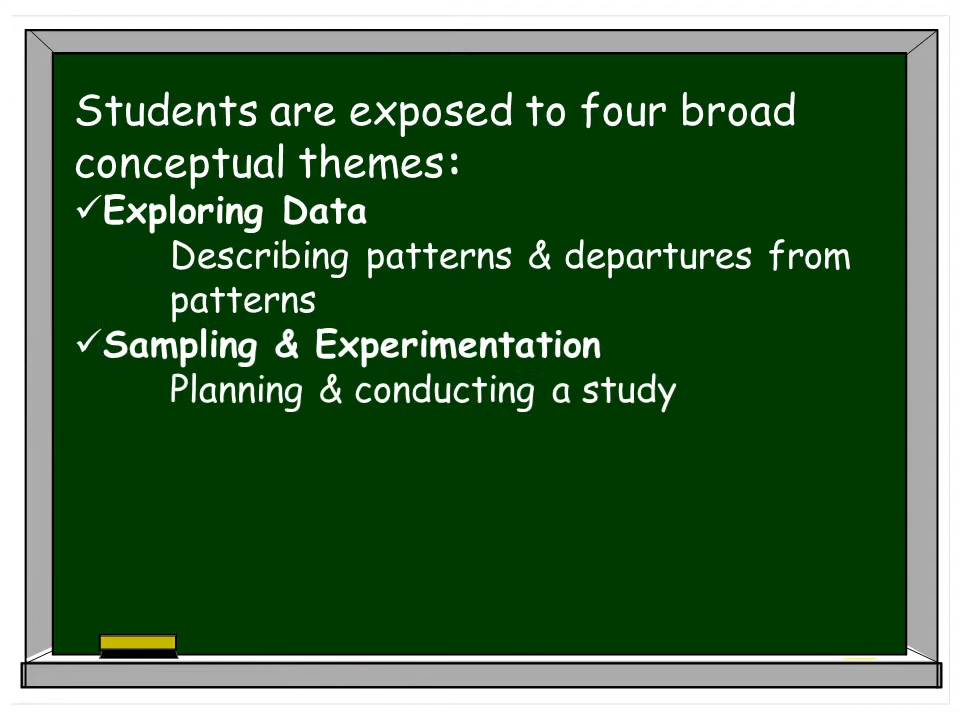 Students are exposed to four broad
conceptual themes:
✓Exploring Data
Describing patterns & departures from
patterns
✓Sampling & Experimentation
Planning & conducting a study